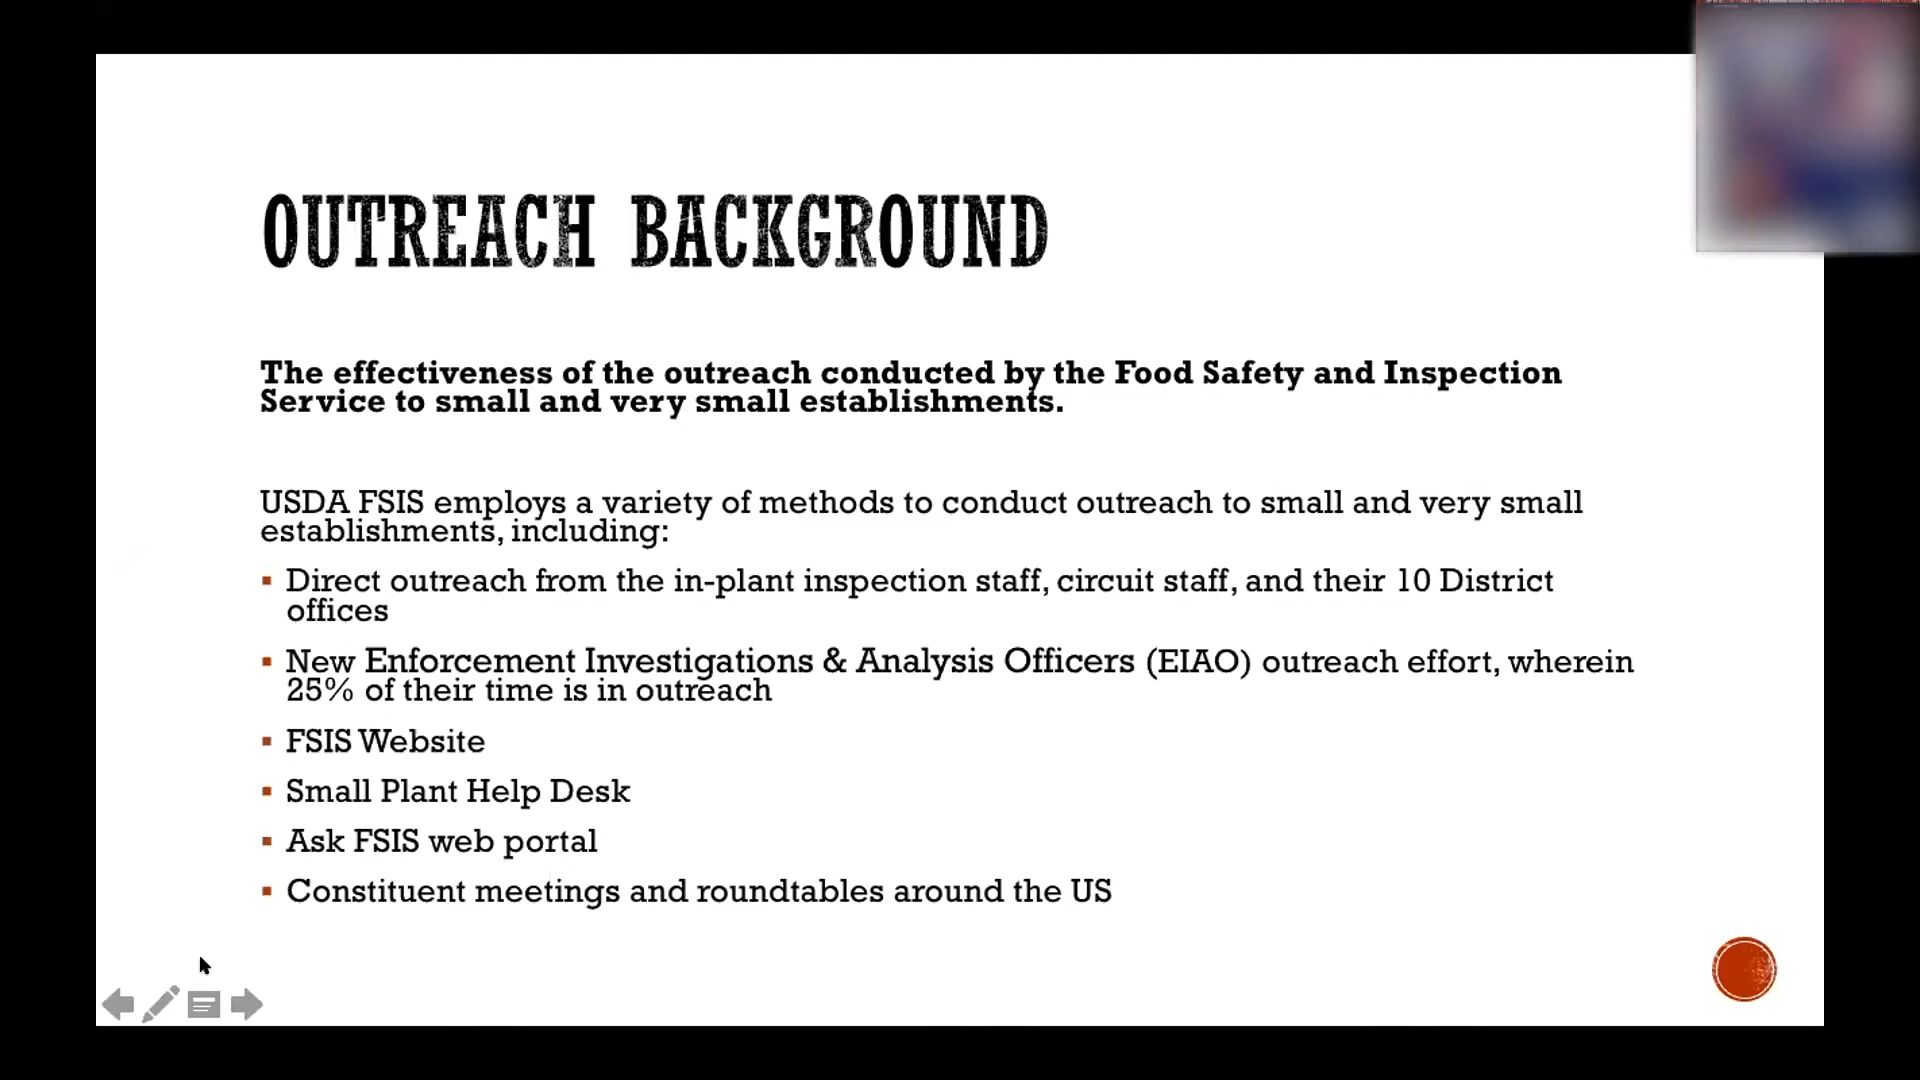 OUTREACH BACKGROUND
The effectiveness of the outreach conducted by the Food Safety and Inspection
Service to small and very small establishments.
USDA FSIS employs a variety of methods to conduct outreach to small and very small
establishments, including:
▪ Direct outreach from the in-plant inspection staff, circuit staff, and their 10 District
offices
▪ New Enforcement Investigations & Analysis Officers (EIAO) outreach effort, wherein
25% of their time is in outreach
▪ FSIS Website
▪ Small Plant Help Desk
▪ Ask FSIS web portal
▪ Constituent meetings and roundtables around the US